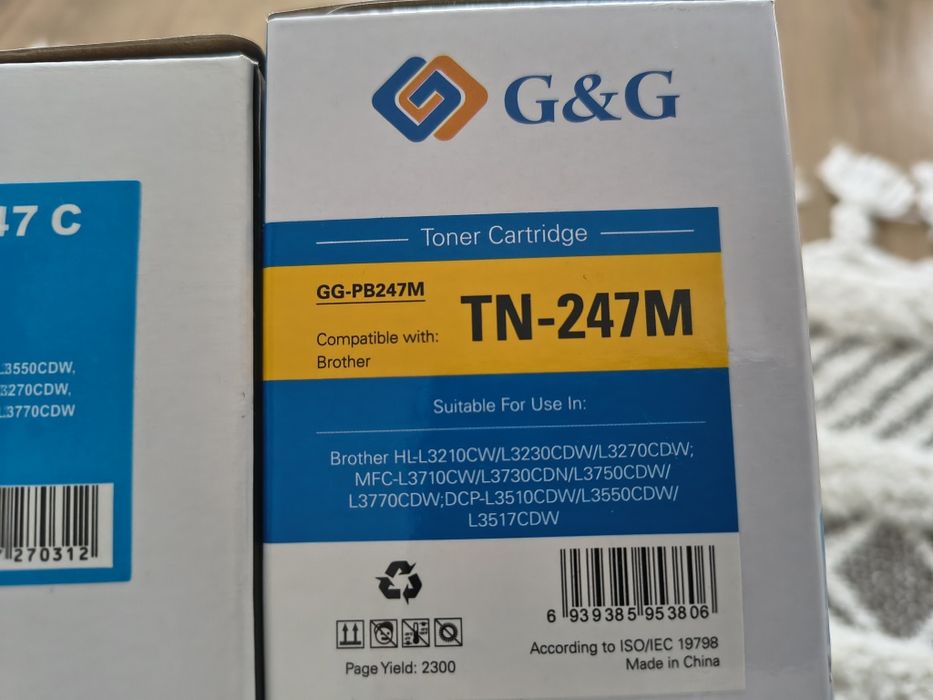 47 C
L3550CDW,
3270CDW,
L3770CDW
270312
G&G
Toner Cartridge
GG-PB247M
TN-247M
Compatible with:
Brother
Suitable For Use In:
Brother HL-L3210CW/L3230CDW/L3270CDW;
MFC-L3710CW/L3730CDN/L3750CDW/
L3770CDW;DCP-L3510CDW/L3550CDW/
L3517CDW
6 939385 953806
Page Yield: 2300
According to ISO/IEC 19798
Made in China